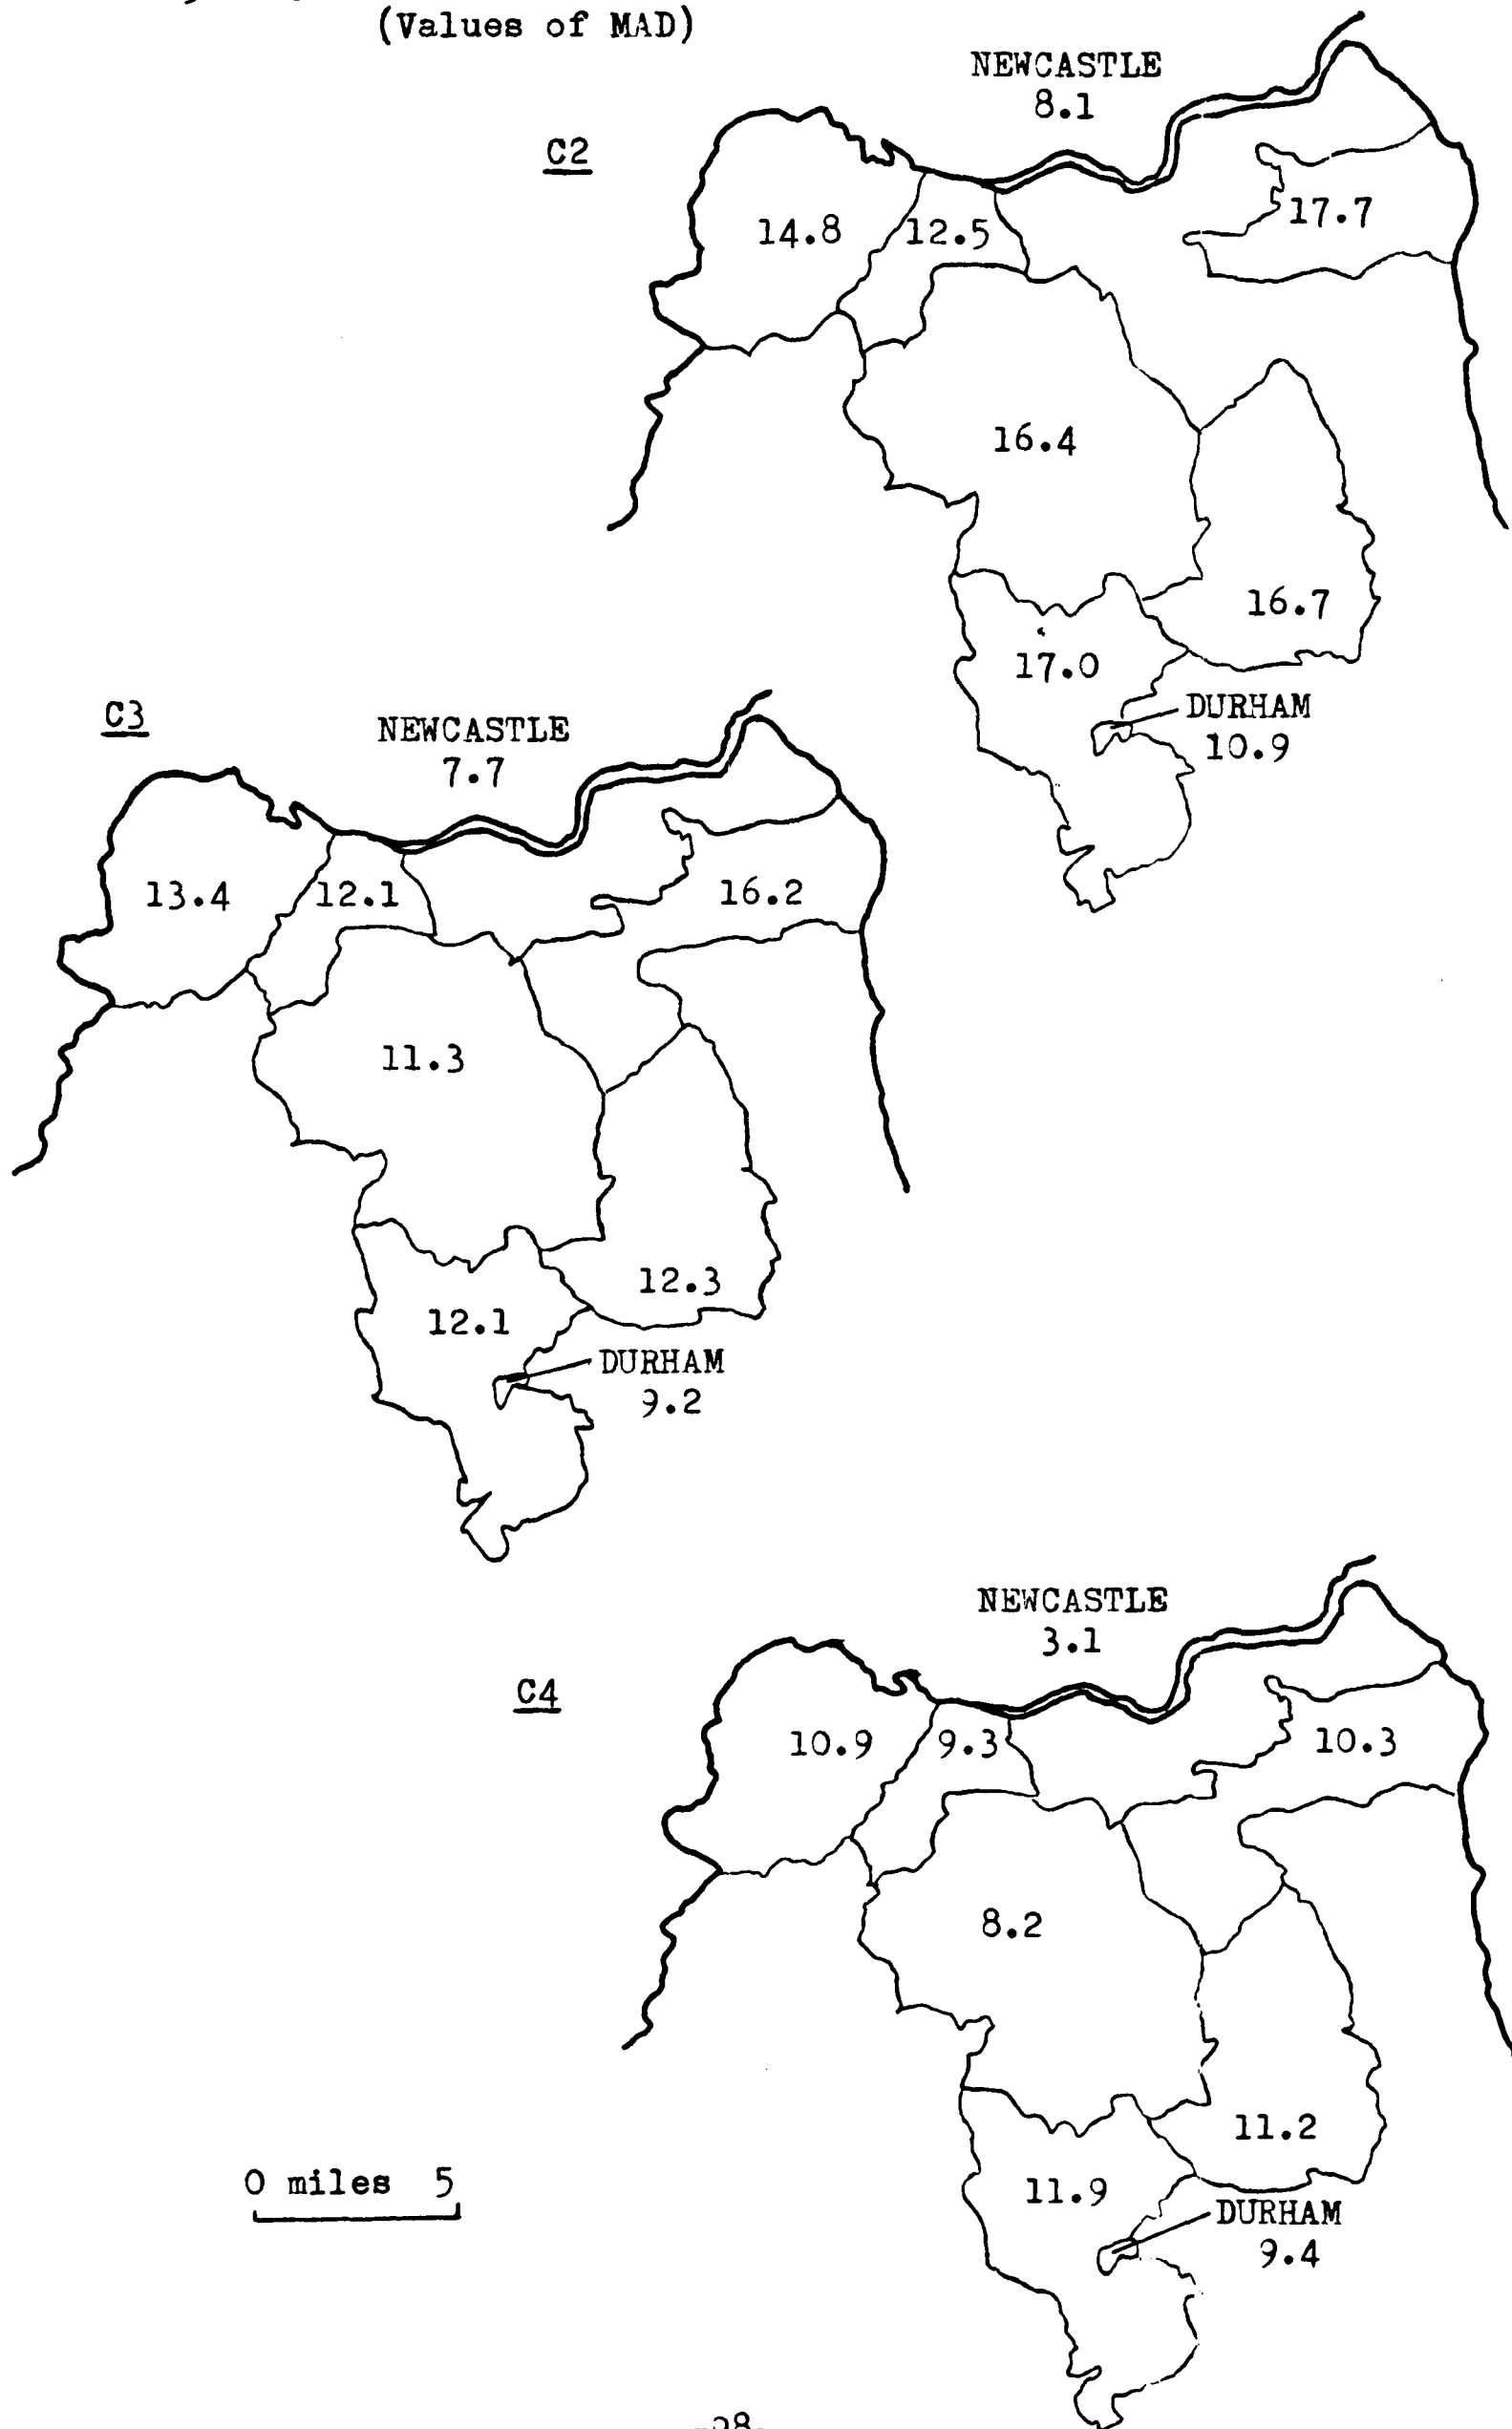 (Values of MAD)
C2
NEWCASTLE
8.1
14.8
12.5
17.7
16.4
16.7
17.0
DURHAM
10.9
C3
NEWCASTLE
7.7
13.4
12.1
16.2
11.3
12.3
12.1
DURHAM
9.2
C4
NEWCASTLE
3.1
10.9
9.3
10.3
8.2
11.2
11.9
DURHAM
9.4
0 miles 5